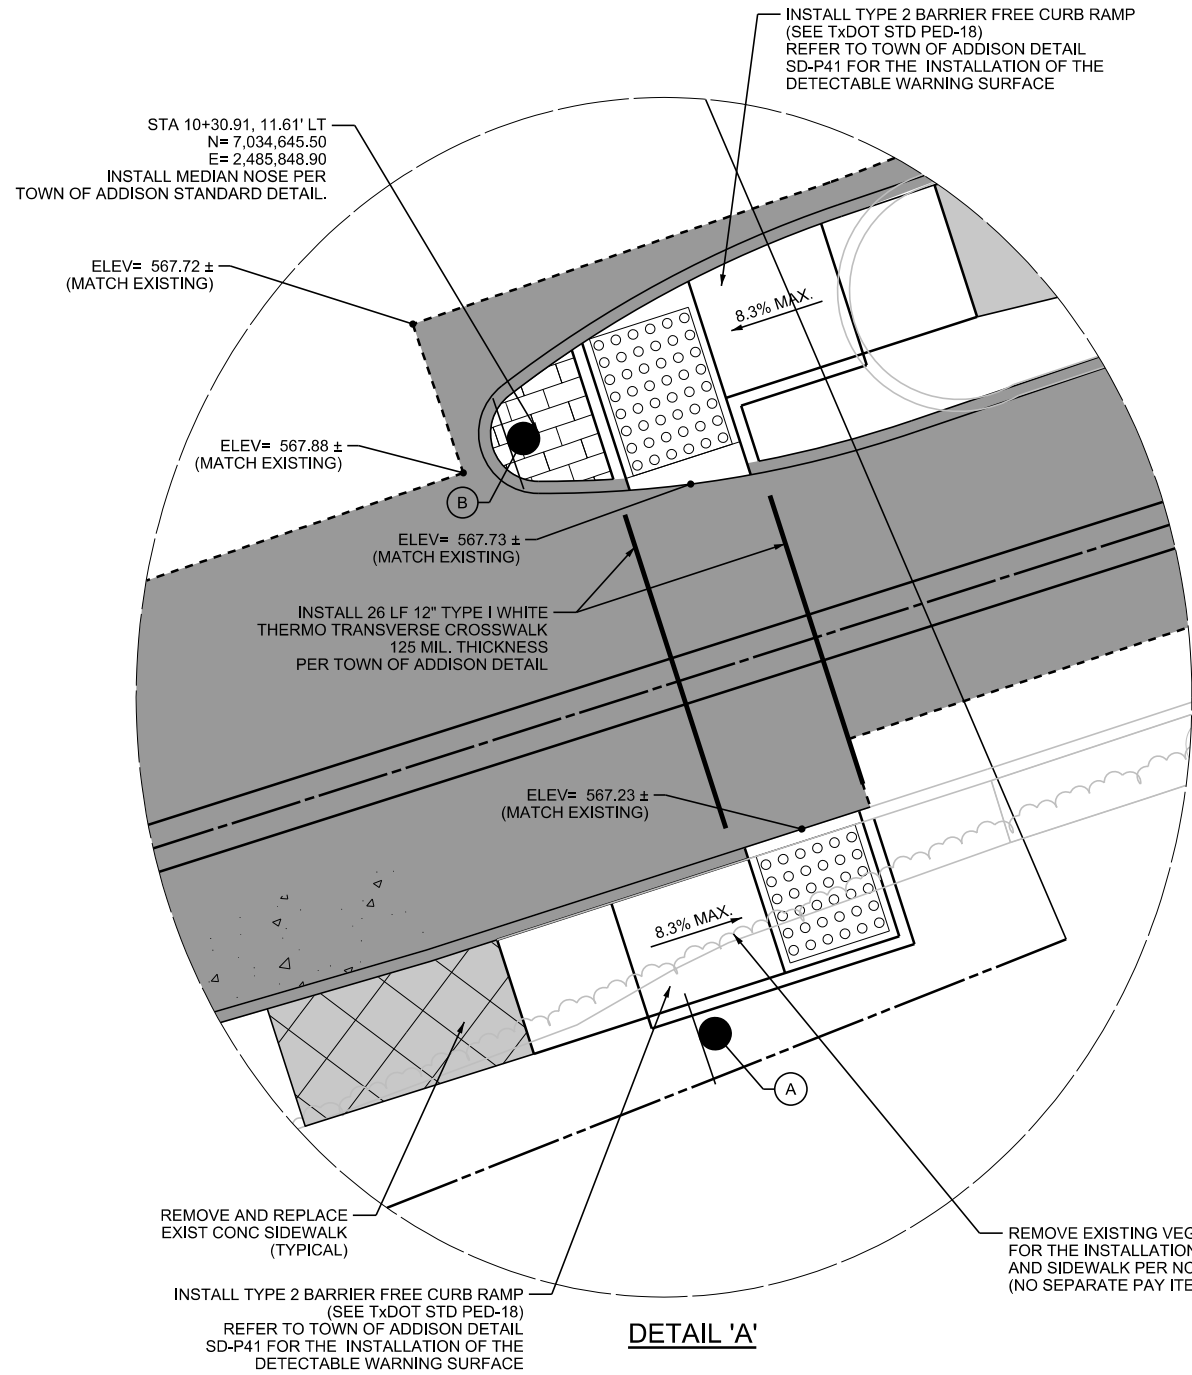 INSTALL TYPE 2 BARRIER FREE CURB RAMP
(SEE TxDOT STD PED-18)
REFER TO TOWN OF ADDISON DETAIL
SD-P41 FOR THE INSTALLATION OF THE
DETECTABLE WARNING SURFACE
STA 10+30.91, 11.61' LT
N= 7,034,645.50
E= 2,485,848.90
INSTALL MEDIAN NOSE PER
TOWN OF ADDISON STANDARD DETAIL.
ELEV= 567.72 ±
(MATCH EXISTING)
8.3% MAX.
ELEV= 567.88 ±
(MATCH EXISTING)
B
ELEV= 567.73 ±
(MATCH EXISTING)
INSTALL 26 LF 12" TYPE I WHITE
THERMO TRANSVERSE CROSSWALK
125 MIL. THICKNESS
PER TOWN OF ADDISON DETAIL
ELEV= 567.23 ±
(MATCH EXISTING)
8.3% MAX.
A
REMOVE AND REPLACE
EXIST CONC SIDEWALK
(TYPICAL)
REMOVE EXISTING VEG
FOR THE INSTALLATION
AND SIDEWALK PER NO
(NO SEPARATE PAY ITE
INSTALL TYPE 2 BARRIER FREE CURB RAMP
(SEE TxDOT STD PED-18)
REFER TO TOWN OF ADDISON DETAIL
SD-P41 FOR THE INSTALLATION OF THE
DETECTABLE WARNING SURFACE
DETAIL 'A'